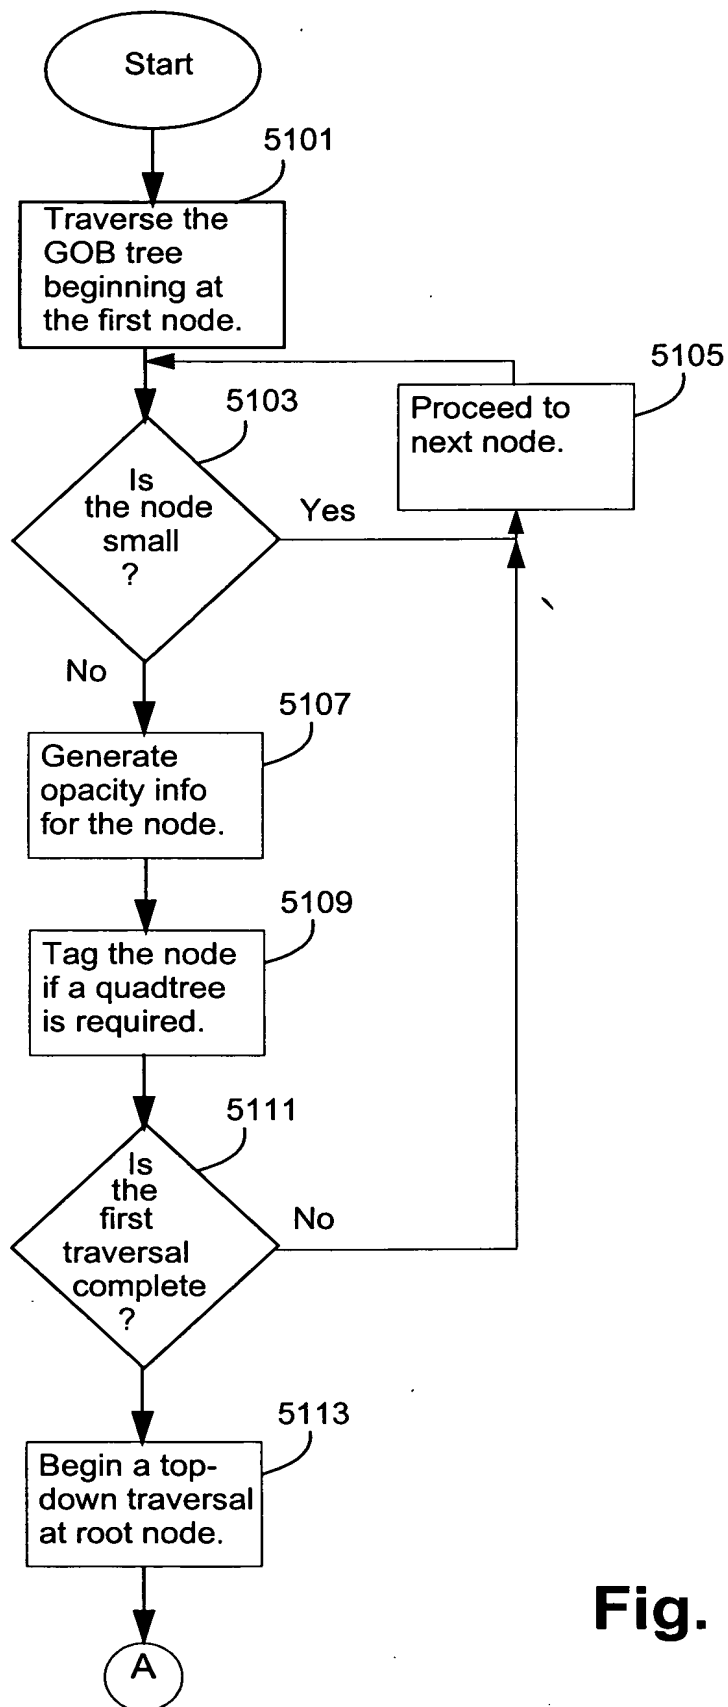 Start
5101
Traverse the
GOB tree
beginning at
the first node.
5105
Proceed to
next node.
5103
Is
the node
small
?
Yes
No
5107
Generate
opacity info
for the node.
5109
Tag the node
if a quadtree
is required.
5111
Is
the
first
traversal
complete
?
No
5113
Begin a top-
down traversal
at root node.
A
Fig.